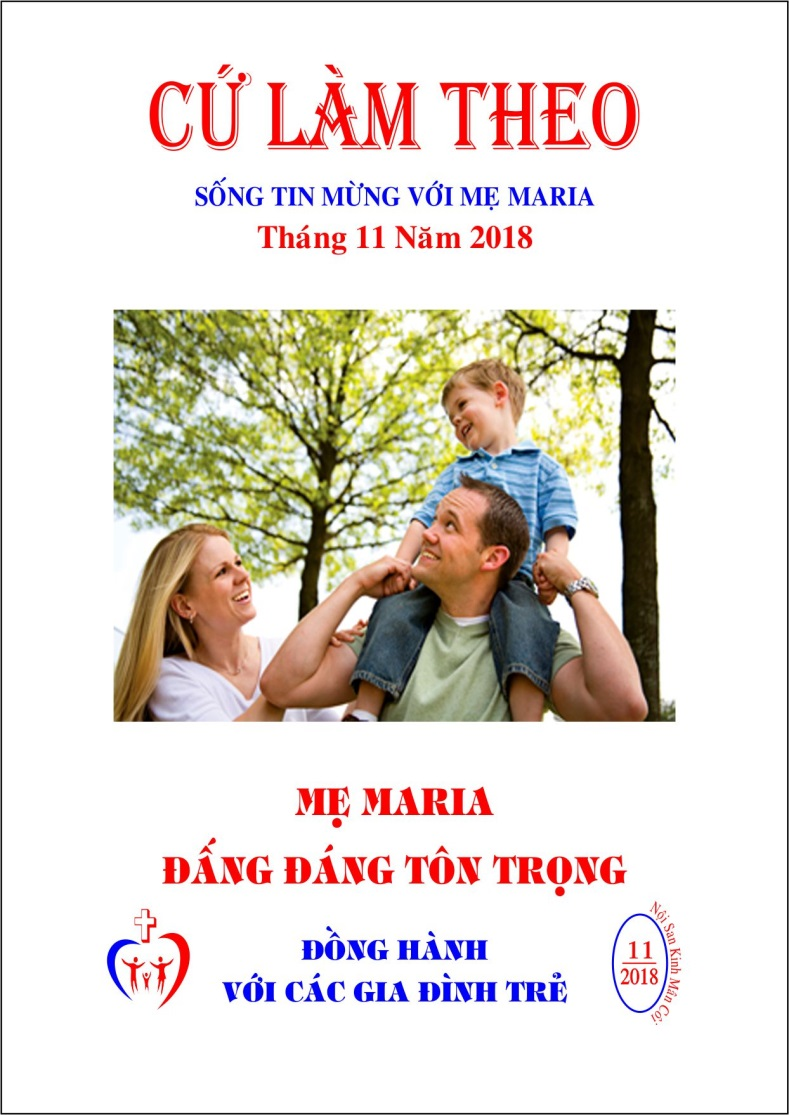 CỨ LÀM THEO
SỐNG TIN MỪNG VỚI MẸ MARIA
Tháng 11 Năm 2018
MẸ MARIA
ĐẤNG ĐÁNG TÔN TRỌNG
ĐỒNG HÀNH
VỚI CÁC GIA ĐÌNH TRẺ
11
2018
Nội San Kinh Mân Côi